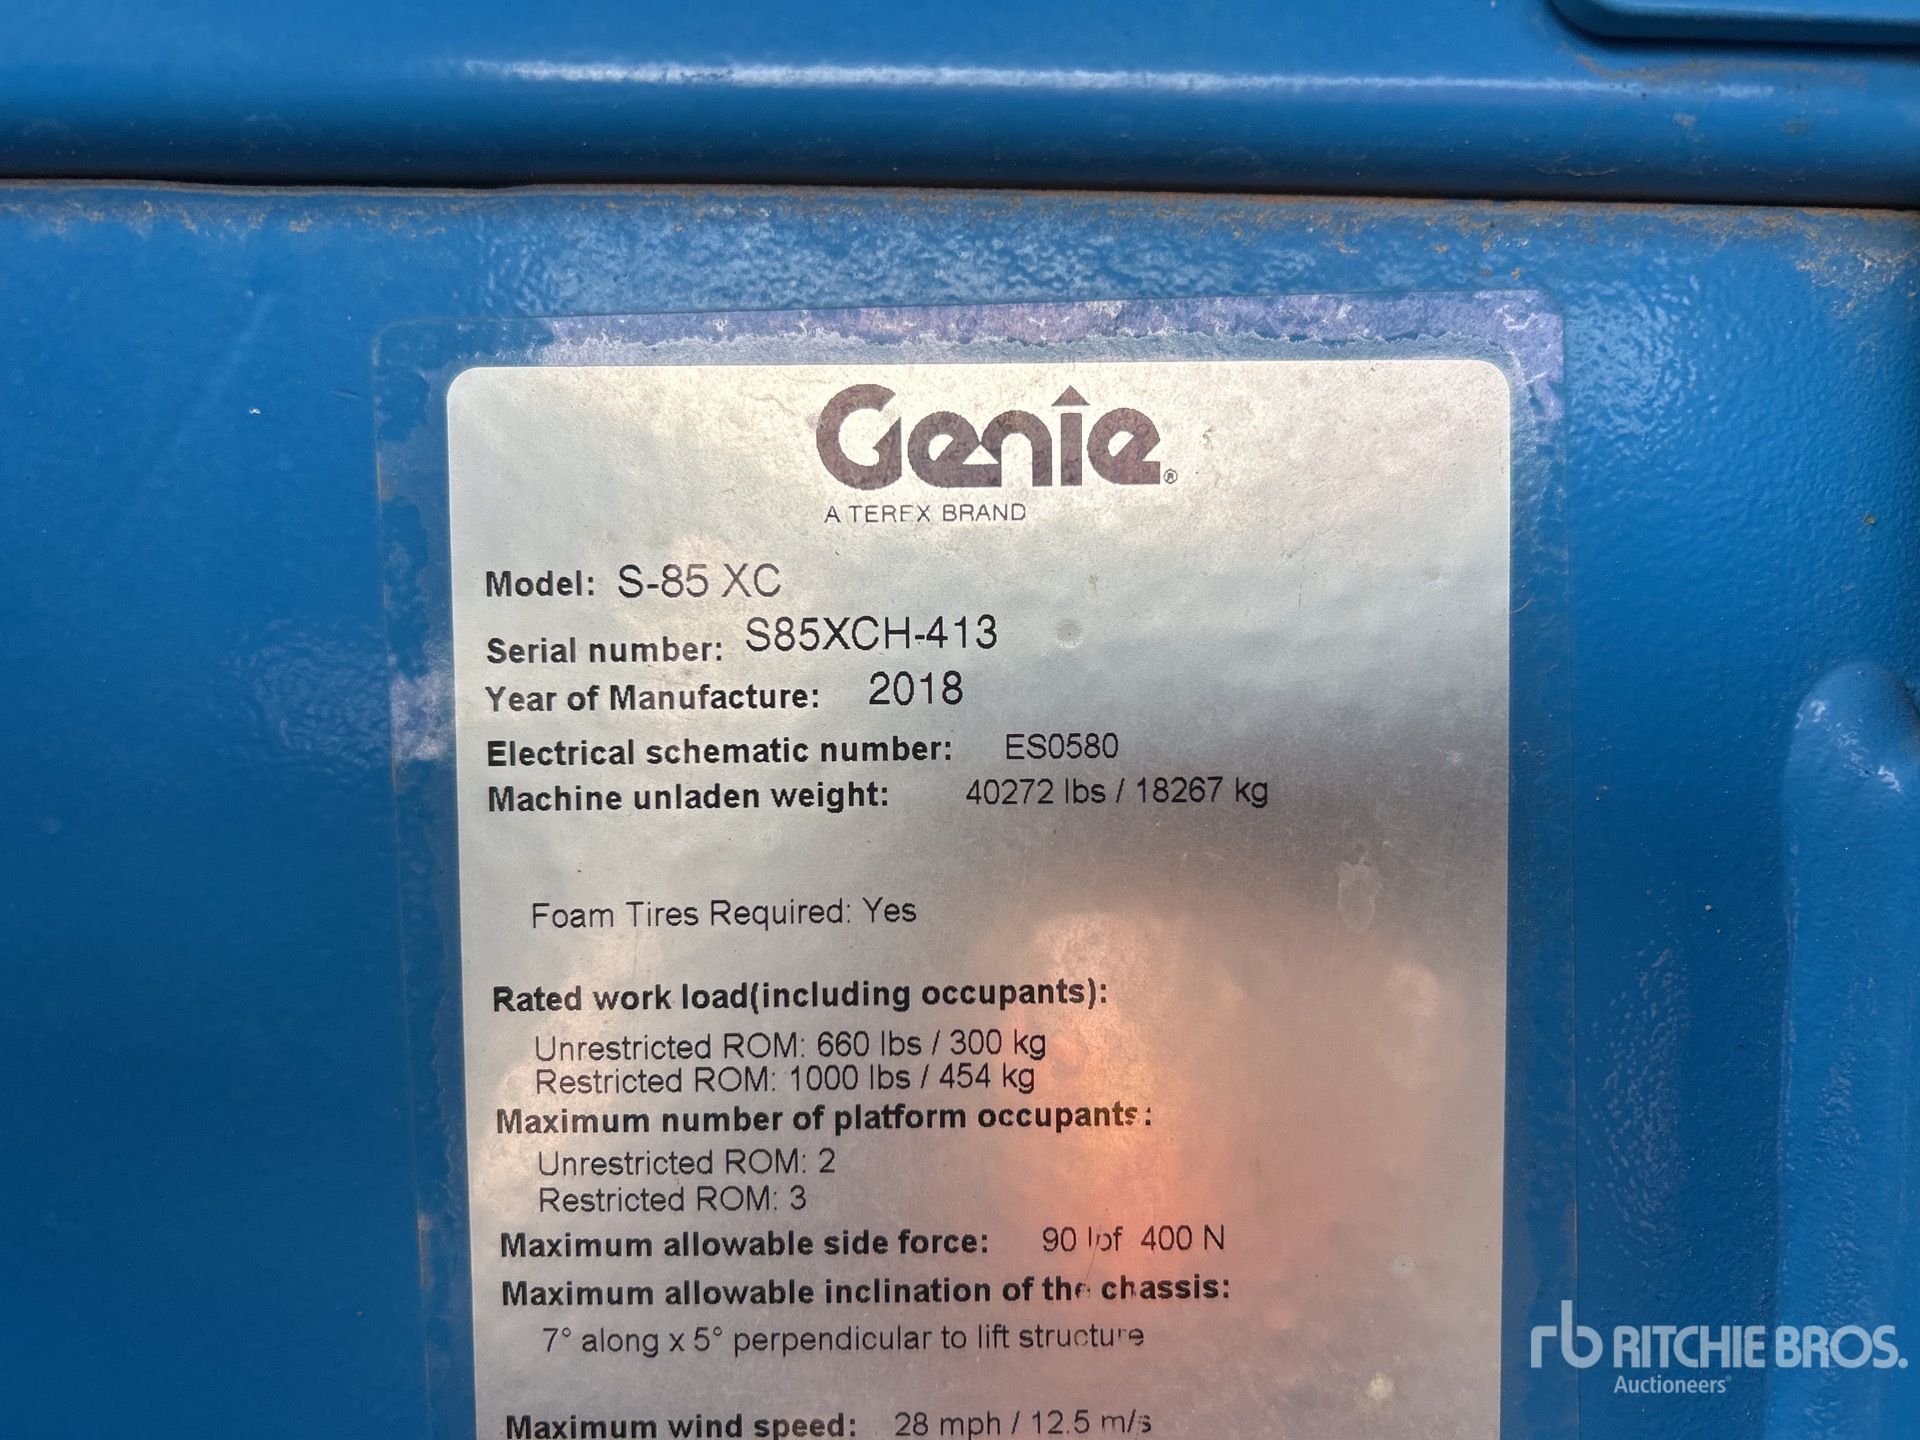 Genie®
A TEREX BRAND
Model: S-85 XC
Serial number: S85XCH-413
Year of Manufacture: 2018
Electrical schematic number: ES0580
Machine unladen weight: 40272 lbs / 18267 kg
Foam Tires Required: Yes
Rated work load(including occupants):
Unrestricted ROM: 660 lbs / 300 kg
Restricted ROM: 1000 lbs / 454 kg
Maximum number of platform occupants:
Unrestricted ROM: 2
Restricted ROM: 3
Maximum allowable side force: 90 lbf 400 N
Maximum allowable inclination of the chassis:
7° along x 5° perpendicular to lift structure
Maximum wind speed: 28 mph / 12.5 m/s
rb RITCHIE BROS.
Auctioneers